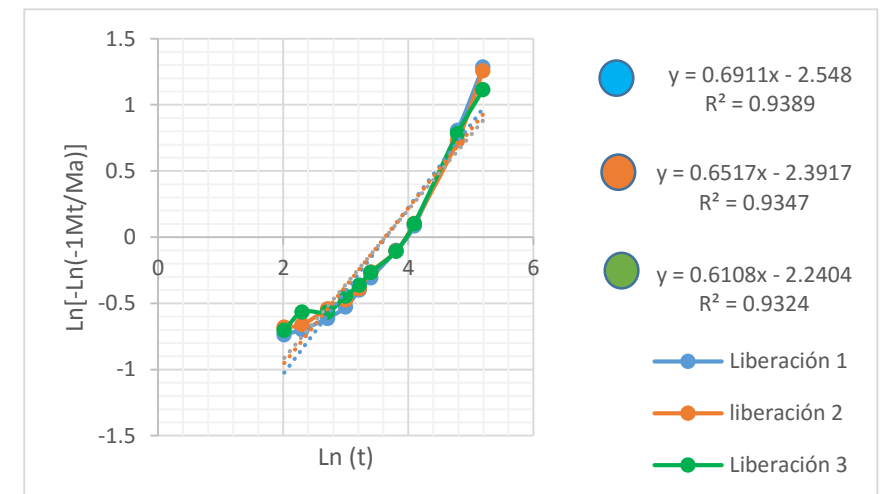 1.5
1
0.5
0
-0.5
-1
-1.5
0 2 4 6
Ln[-Ln(-1Mt/Ma)]
Ln (t)
y = 0.6911x - 2.548
R² = 0.9389
y = 0.6517x - 2.3917
R² = 0.9347
y = 0.6108x - 2.2404
R² = 0.9324
Liberación 1
liberación 2
Liberación 3